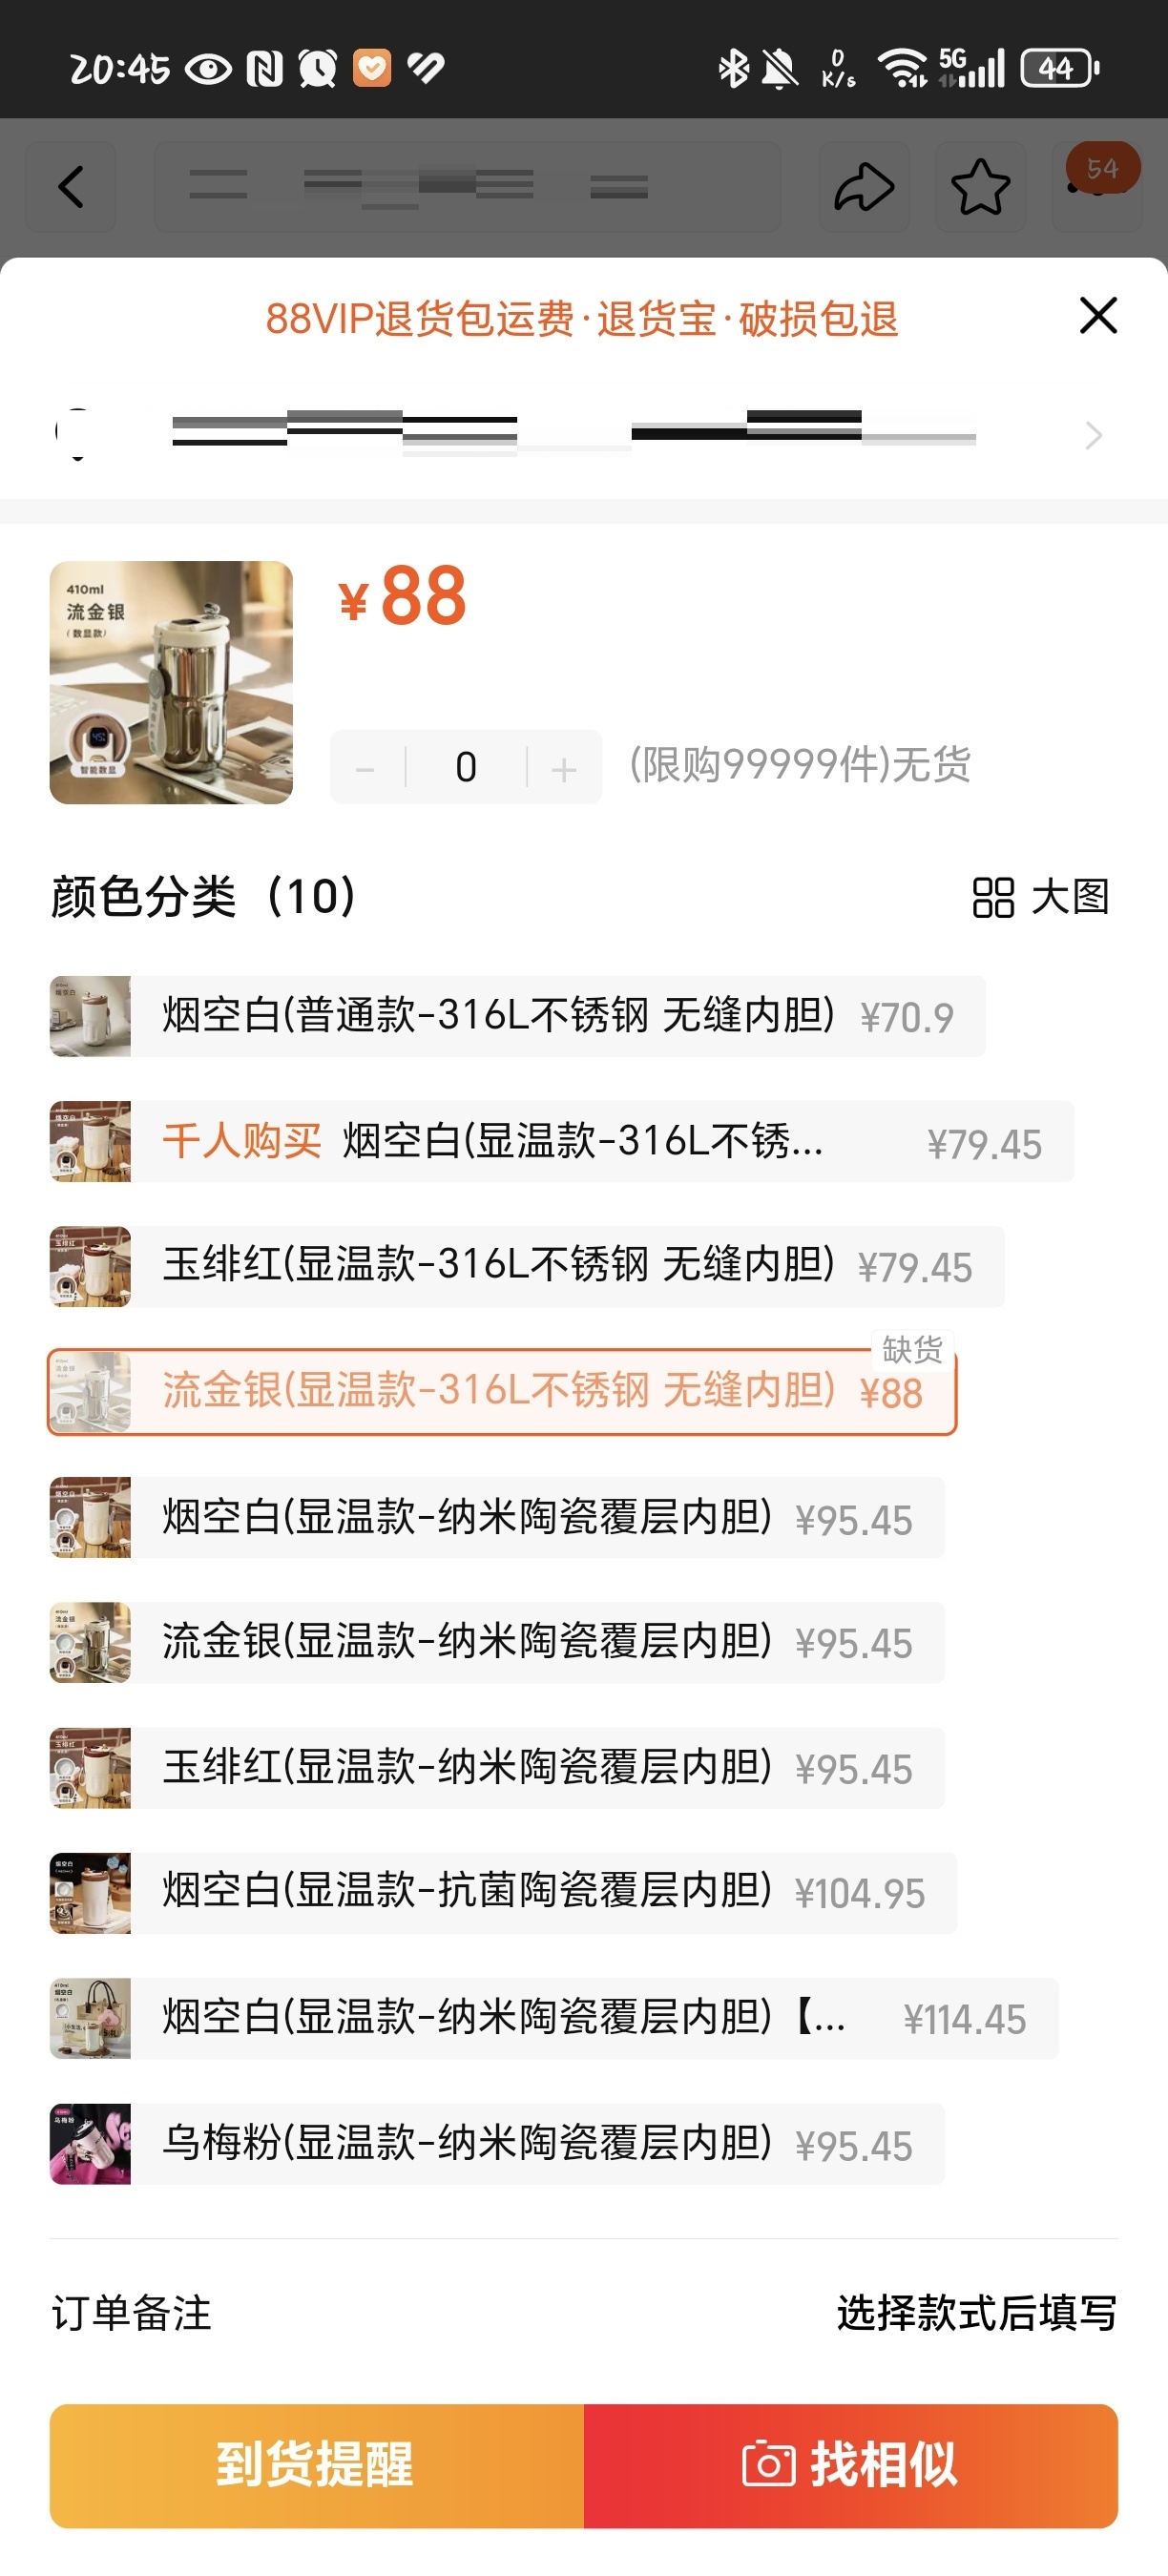 20:45
0 K/s
5G
44
54
88VIP退货包运费·退货宝·破损包退
410ml
流金银
(数显款)
智能数显
¥88
0
(限购99999件)无货
颜色分类（10） 大图
烟空白(普通款-316L不锈钢 无缝内胆) ¥70.9
千人购买 烟空白(显温款-316L不锈... ¥79.45
玉绯红(显温款-316L不锈钢 无缝内胆) ¥79.45
缺货
流金银(显温款-316L不锈钢 无缝内胆) ¥88
烟空白(显温款-纳米陶瓷覆层内胆) ¥95.45
流金银(显温款-纳米陶瓷覆层内胆) ¥95.45
玉绯红(显温款-纳米陶瓷覆层内胆) ¥95.45
烟空白(显温款-抗菌陶瓷覆层内胆) ¥104.95
烟空白(显温款-纳米陶瓷覆层内胆)【... ¥114.45
乌梅粉(显温款-纳米陶瓷覆层内胆) ¥95.45
订单备注 选择款式后填写
到货提醒 找相似